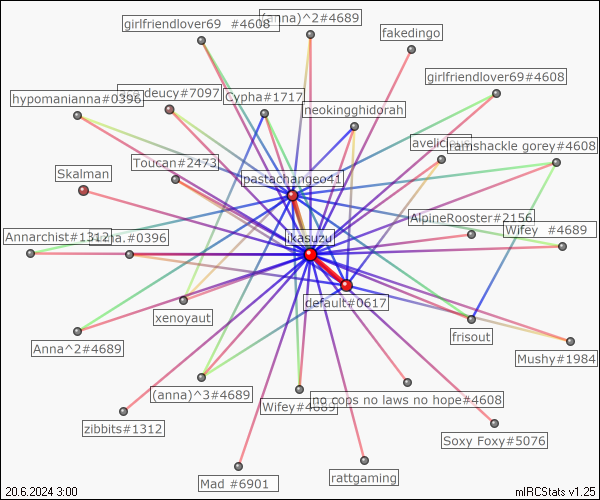 girlfriendlover69 #4608
(anna)^2#4689
fakedingo
girlfriendlover69#4608
hypomanianna#0396
deucy#7097
Cypha#1717
neokingghidorah
ramshackle gorey#4608
Toucan#2473
Skalman
pastachangeo41
AlpineRooster#2156
Wifey #4689
Annarchist#1312
#0396
ikasuzu
default#0617
xenoyaut
frisout
Anna^2#4689
Mushy#1984
(anna)^3#4689
Wifey#4689
no cops no laws no hope#4608
zibbits#1312
Soxy Foxy#5076
Mad #6901
rattgaming
20.6.2024 3:00
mIRCStats v1.25